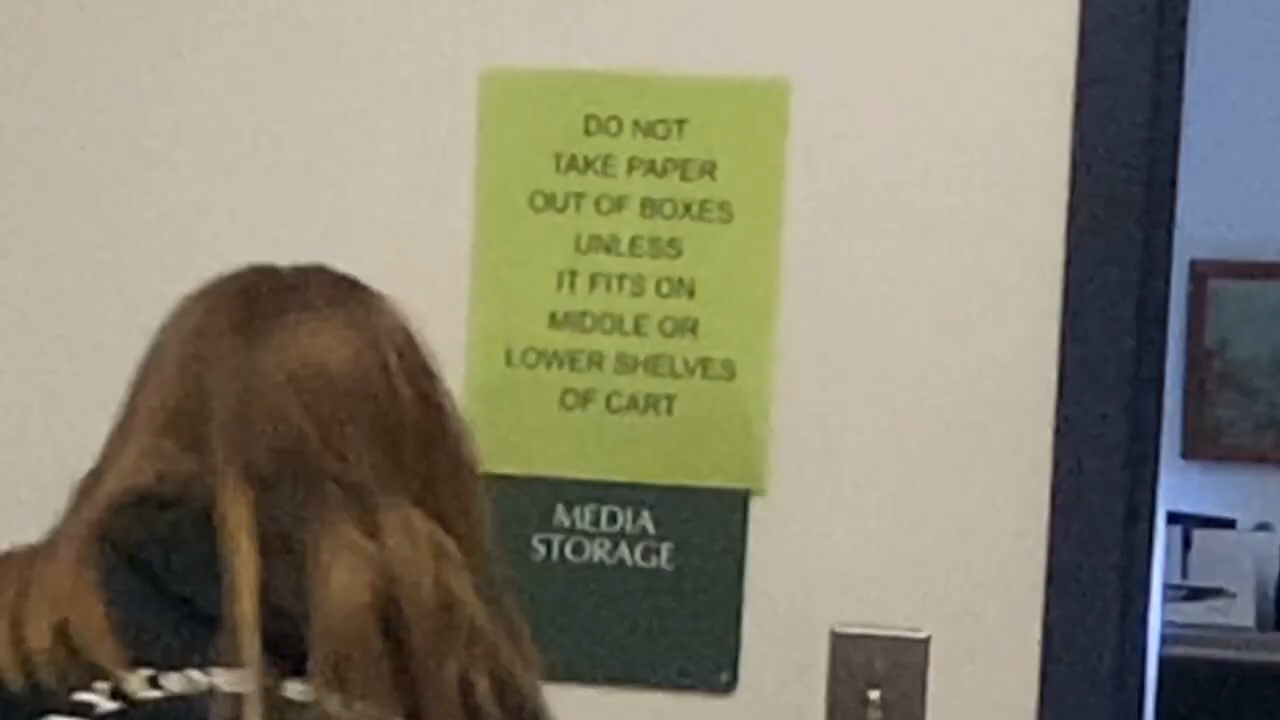 DO NOT
TAKE PAPER
OUT OF BOXES
UNLESS
IT FITS ON
MIDDLE OR
LOWER SHELVES
OF CART
MEDIA
STORAGE